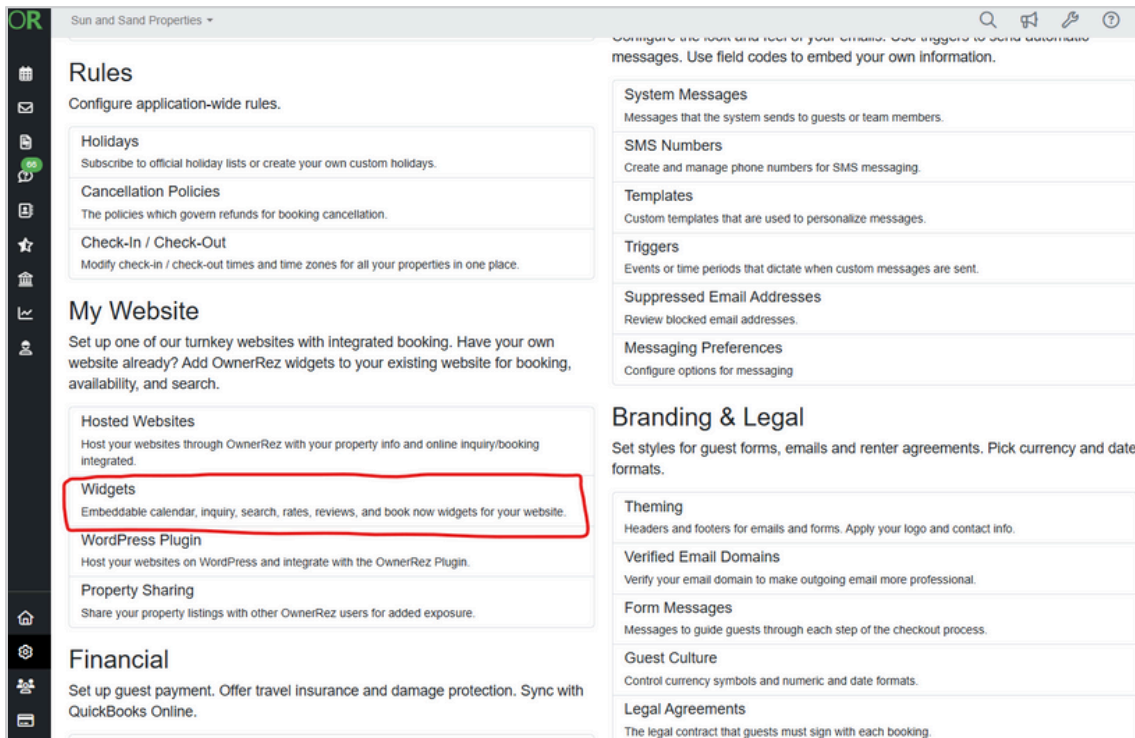 OR
Sun and Sand Properties
66
Rules
Configure application-wide rules.
Holidays
Subscribe to official holiday lists or create your own custom holidays.
Cancellation Policies
The policies which govern refunds for booking cancellation.
Check-In / Check-Out
Modify check-in / check-out times and time zones for all your properties in one place.
My Website
Set up one of our turnkey websites with integrated booking. Have your own
website already? Add OwnerRez widgets to your existing website for booking,
availability, and search.
Hosted Websites
Host your websites through OwnerRez with your property info and online inquiry/booking
integrated.
Widgets
Embeddable calendar, inquiry, search, rates, reviews, and book now widgets for your website.
WordPress Plugin
Host your websites on WordPress and integrate with the OwnerRez Plugin.
Property Sharing
Share your property listings with other OwnerRez users for added exposure.
Financial
Set up guest payment. Offer travel insurance and damage protection. Sync with
QuickBooks Online.
Configure the look and feel of your emails. Use triggers to send automatic
messages. Use field codes to embed your own information.
System Messages
Messages that the system sends to guests or team members.
SMS Numbers
Create and manage phone numbers for SMS messaging.
Templates
Custom templates that are used to personalize messages.
Triggers
Events or time periods that dictate when custom messages are sent.
Suppressed Email Addresses
Review blocked email addresses.
Messaging Preferences
Configure options for messaging
Branding & Legal
Set styles for guest forms, emails and renter agreements. Pick currency and date
formats.
Theming
Headers and footers for emails and forms. Apply your logo and contact info.
Verified Email Domains
Verify your email domain to make outgoing email more professional.
Form Messages
Messages to guide guests through each step of the checkout process.
Guest Culture
Control currency symbols and numeric and date formats.
Legal Agreements
The legal contract that guests must sign with each booking.